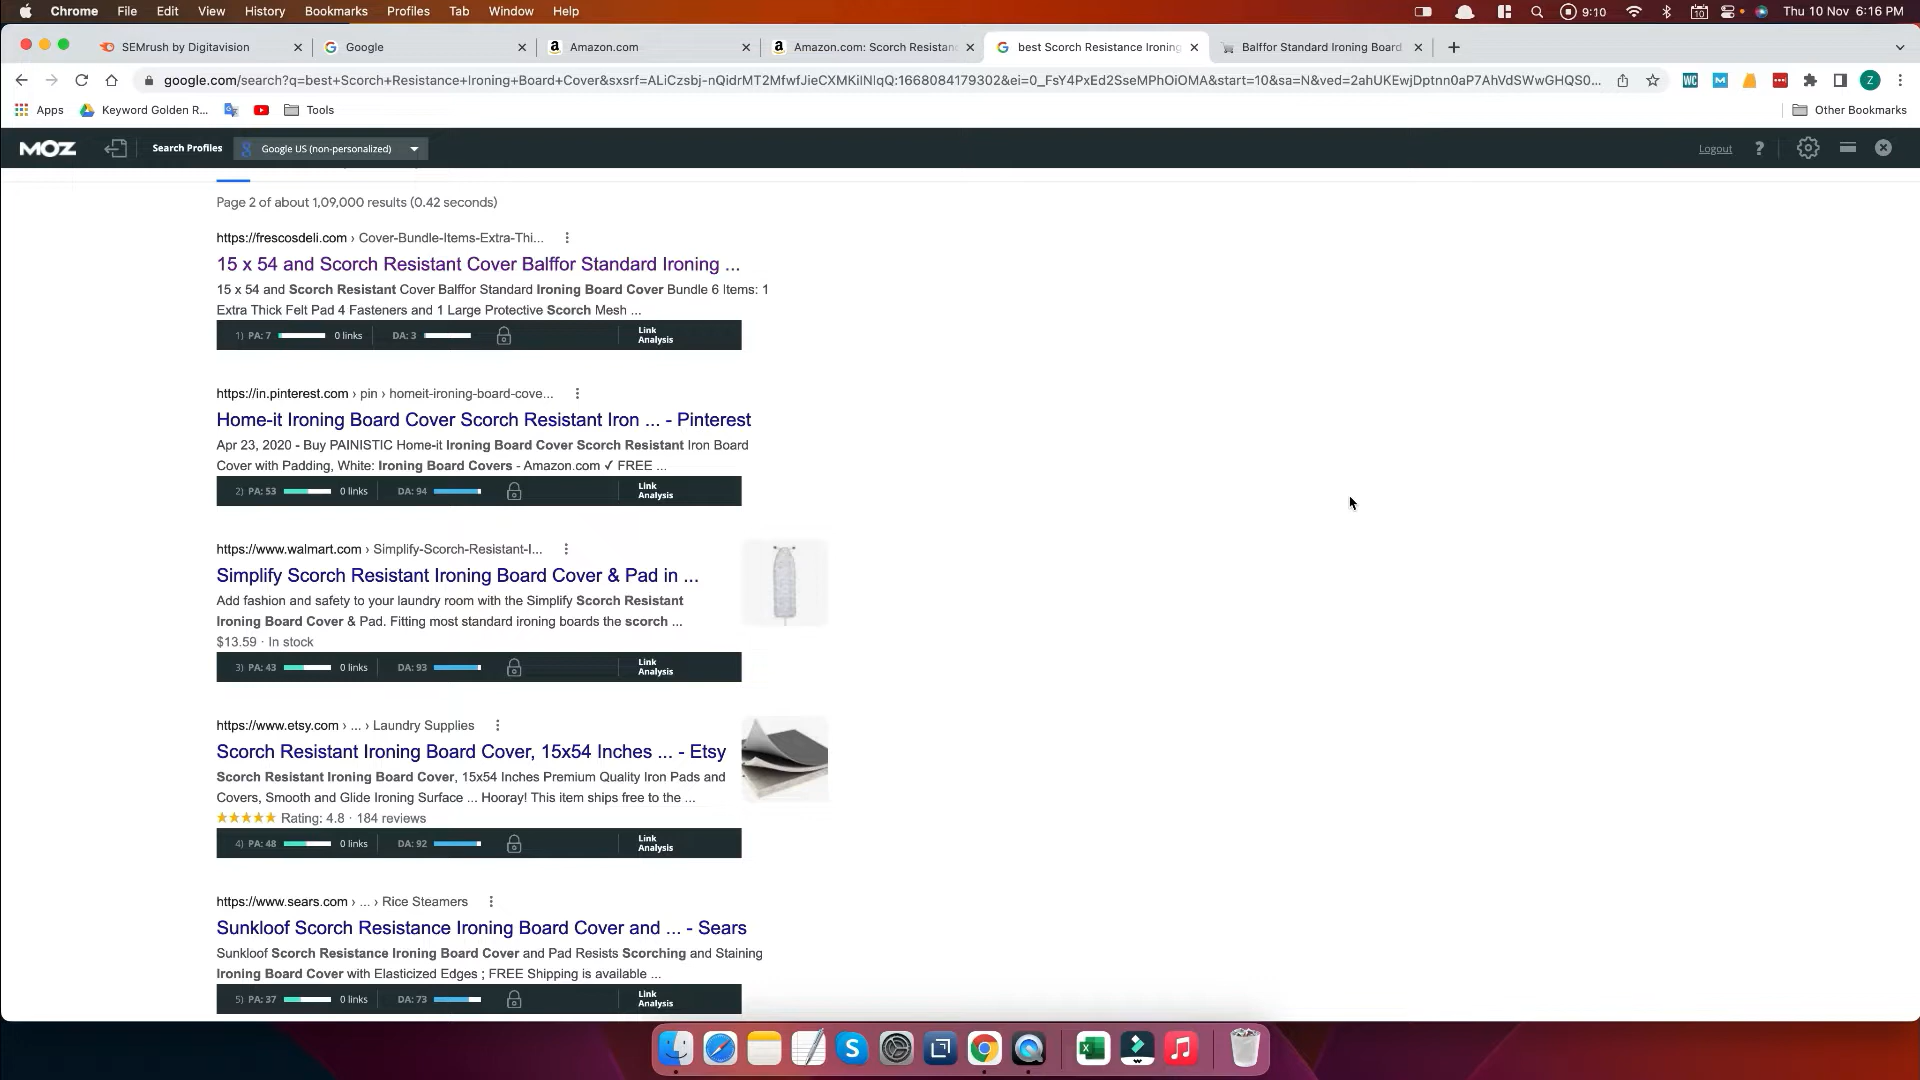 Chrome File Edit View History Bookmarks Profiles Tab Window Help 10 9:10 Thu 10 Nov 6:16 PM
SEMrush by Digitavision Google Amazon.com Amazon.com: Scorch Resistan best Scorch Resistance Ironing Balffor Standard Ironing Board
google.com/search?q=best+Scorch+Resistance+Ironing+Board+Cover&sxsrf=ALiCzsbj-nQidrMT2MfwfJieCXMKilNIqQ:1668084179302&ei=0_FsY4PxEd2SseMPhOiOMA&start=10&sa=N&ved=2ahUKEwjDptnn0aP7AhVdSWwGHQS0... WC Z
Apps Keyword Golden R... Tools Other Bookmarks
MOZ Search Profiles Google US (non-personalized) Logout ?
Page 2 of about 1,09,000 results (0.42 seconds)
https://frescosdeli.com › Cover-Bundle-Items-Extra-Thi...
15 x 54 and Scorch Resistant Cover Balffor Standard Ironing ...
15 x 54 and Scorch Resistant Cover Balffor Standard Ironing Board Cover Bundle 6 Items: 1
Extra Thick Felt Pad 4 Fasteners and 1 Large Protective Scorch Mesh ...
1) PA: 7 0 links DA: 3 Link Analysis
https://in.pinterest.com › pin › homeit-ironing-board-cove...
Home-it Ironing Board Cover Scorch Resistant Iron ... - Pinterest
Apr 23, 2020 - Buy PAINISTIC Home-it Ironing Board Cover Scorch Resistant Iron Board
Cover with Padding, White: Ironing Board Covers - Amazon.com ✓ FREE ...
2) PA: 53 0 links DA: 94 Link Analysis
https://www.walmart.com › Simplify-Scorch-Resistant-I...
Simplify Scorch Resistant Ironing Board Cover & Pad in ...
Add fashion and safety to your laundry room with the Simplify Scorch Resistant
Ironing Board Cover & Pad. Fitting most standard ironing boards the scorch ...
$13.59 · In stock
3) PA: 43 0 links DA: 93 Link Analysis
https://www.etsy.com › ... › Laundry Supplies
Scorch Resistant Ironing Board Cover, 15x54 Inches ... - Etsy
Scorch Resistant Ironing Board Cover, 15x54 Inches Premium Quality Iron Pads and
Covers, Smooth and Glide Ironing Surface ... Hooray! This item ships free to the ...
★★★★★ Rating: 4.8 · 184 reviews
4) PA: 48 0 links DA: 92 Link Analysis
https://www.sears.com › ... › Rice Steamers
Sunkloof Scorch Resistance Ironing Board Cover and ... - Sears
Sunkloof Scorch Resistance Ironing Board Cover and Pad Resists Scorching and Staining
Ironing Board Cover with Elasticized Edges ; FREE Shipping is available ...
5) PA: 37 0 links DA: 73 Link Analysis